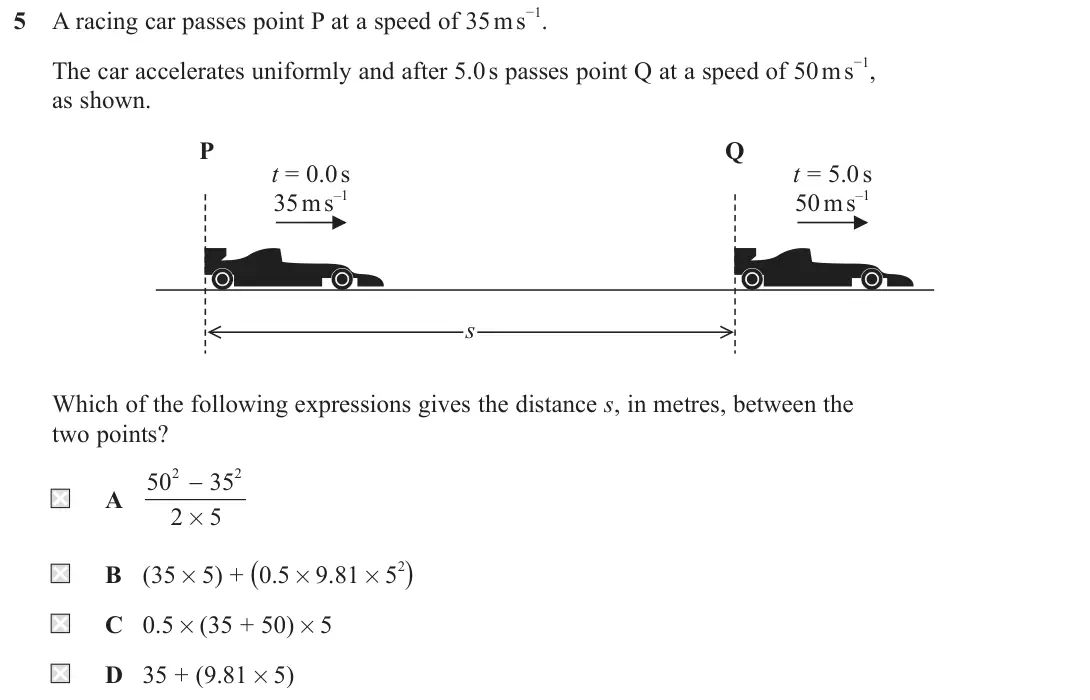 5 A racing car passes point P at a speed of 35 m s⁻¹.
The car accelerates uniformly and after 5.0 s passes point Q at a speed of 50 m s⁻¹,
as shown.
P Q
t = 0.0 s t = 5.0 s
35 m s⁻¹ 50 m s⁻¹
s
Which of the following expressions gives the distance s, in metres, between the
two points?
A (50² − 35²) / (2 × 5)
B (35 × 5) + (0.5 × 9.81 × 5²)
C 0.5 × (35 + 50) × 5
D 35 + (9.81 × 5)